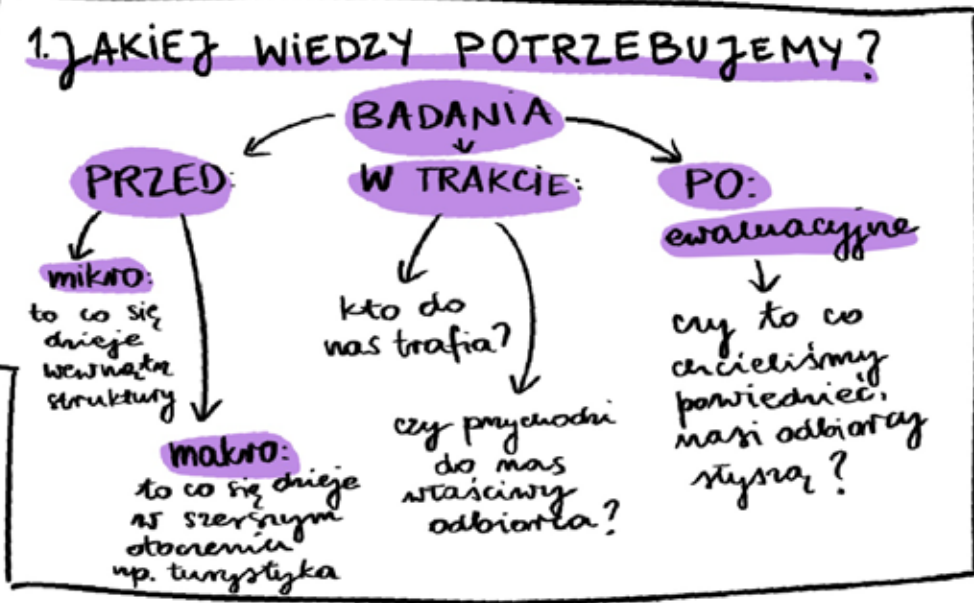 1. JAKIEJ WIEDZY POTRZEBUJEMY?
BADANIA
PRZED:
mikro:
to co się
dzieje
wewnątrz
struktury
makro:
to co się dzieje
w szerszym
otoczeniu
np. turystyka
W TRAKCIE:
kto do
nas trafia?
czy przychodzi
do nas
właściwy
odbiorca?
PO:
ewaluacyjne
czy to co
chcieliśmy
powiedzieć,
nasi odbiorcy
słyszą?